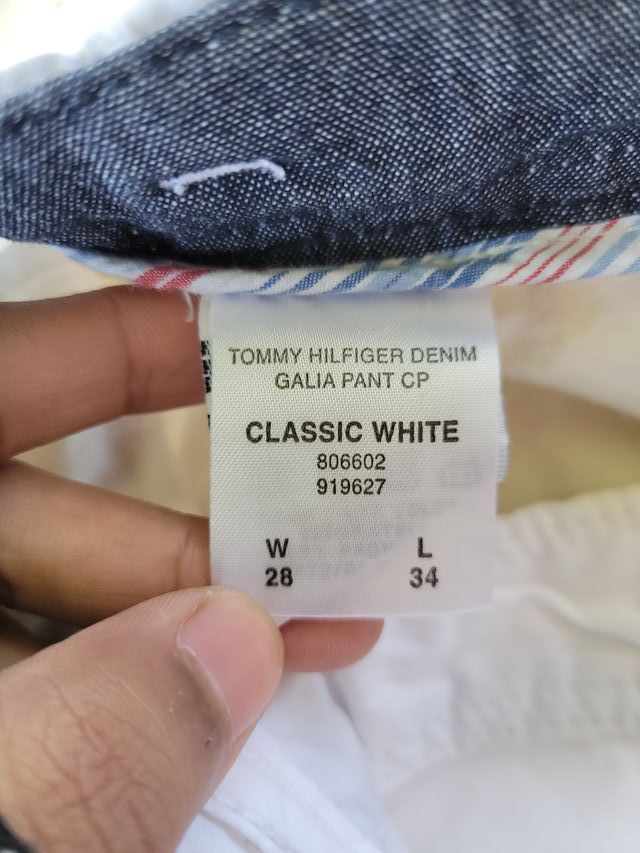 TOMMY HILFIGER DENIM
GALIA PANT CP
CLASSIC WHITE
806602
919627
W L
28 34